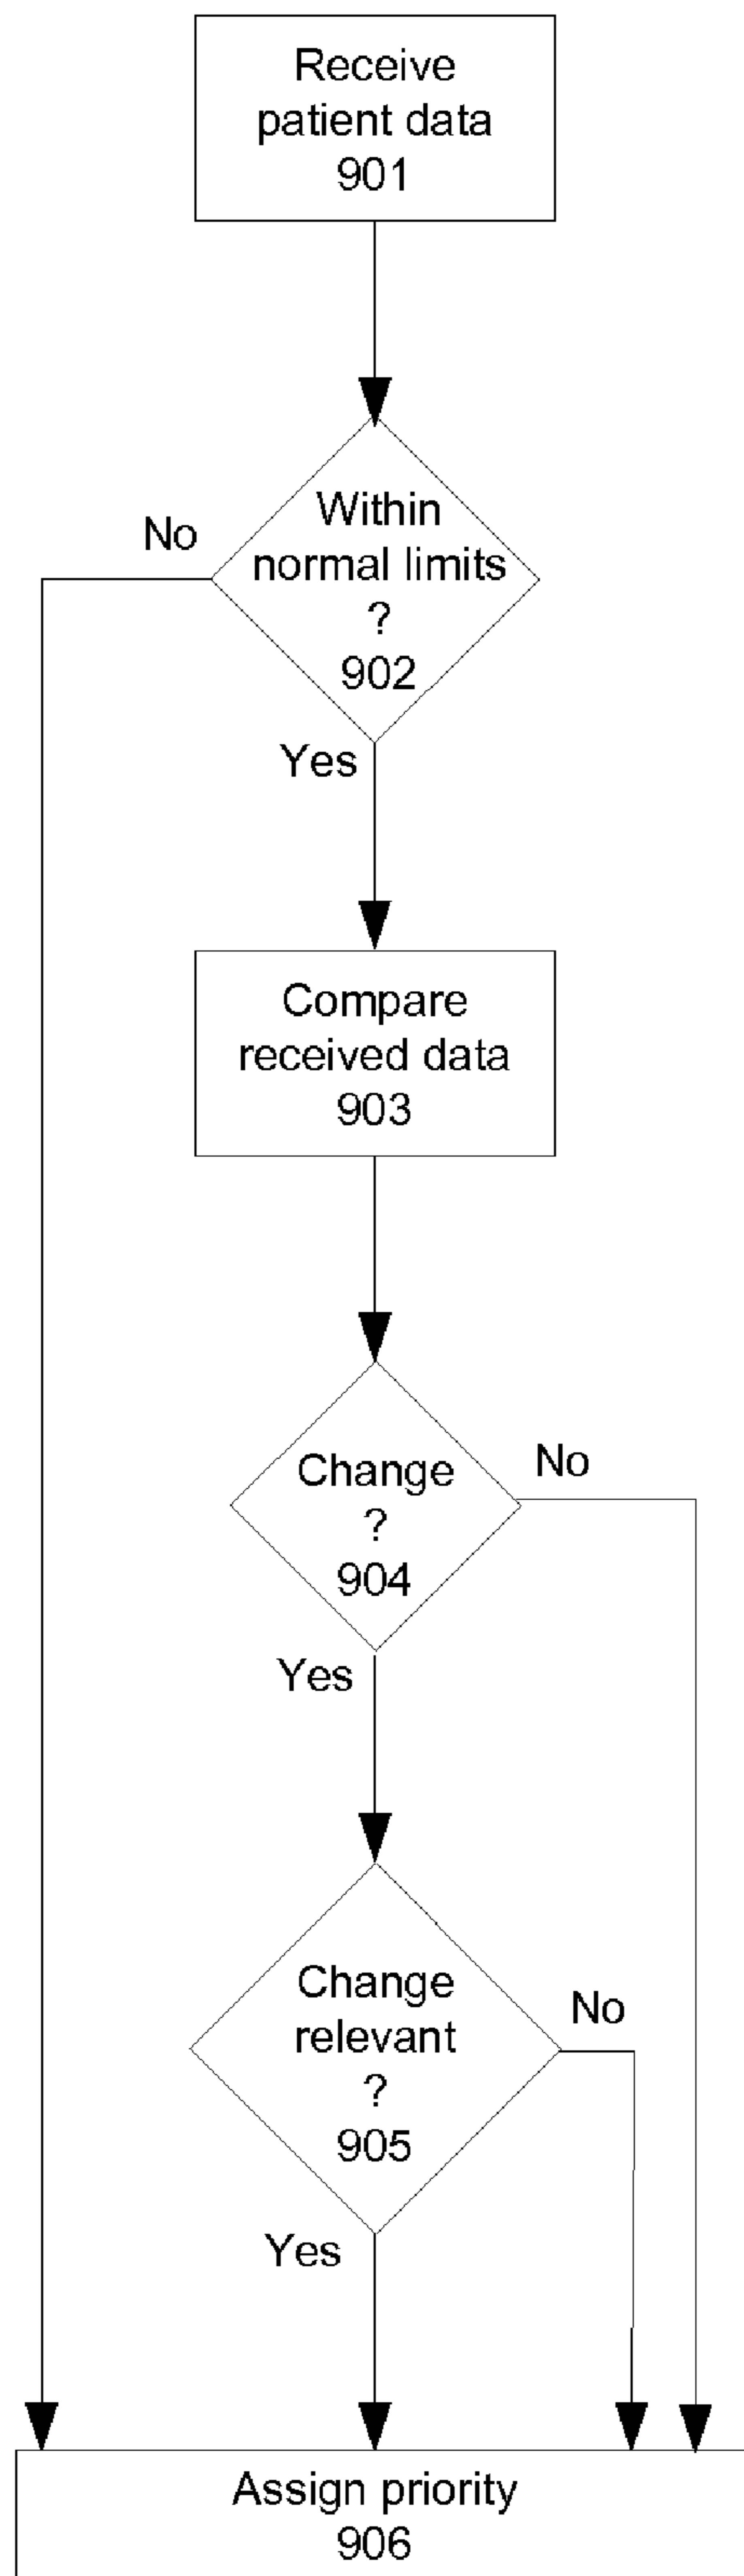 Receive
patient data
901
No
Within
normal limits
?
902
Yes
Compare
received data
903
Change
?
904
No
Yes
Change
relevant
?
905
No
Yes
Assign priority
906